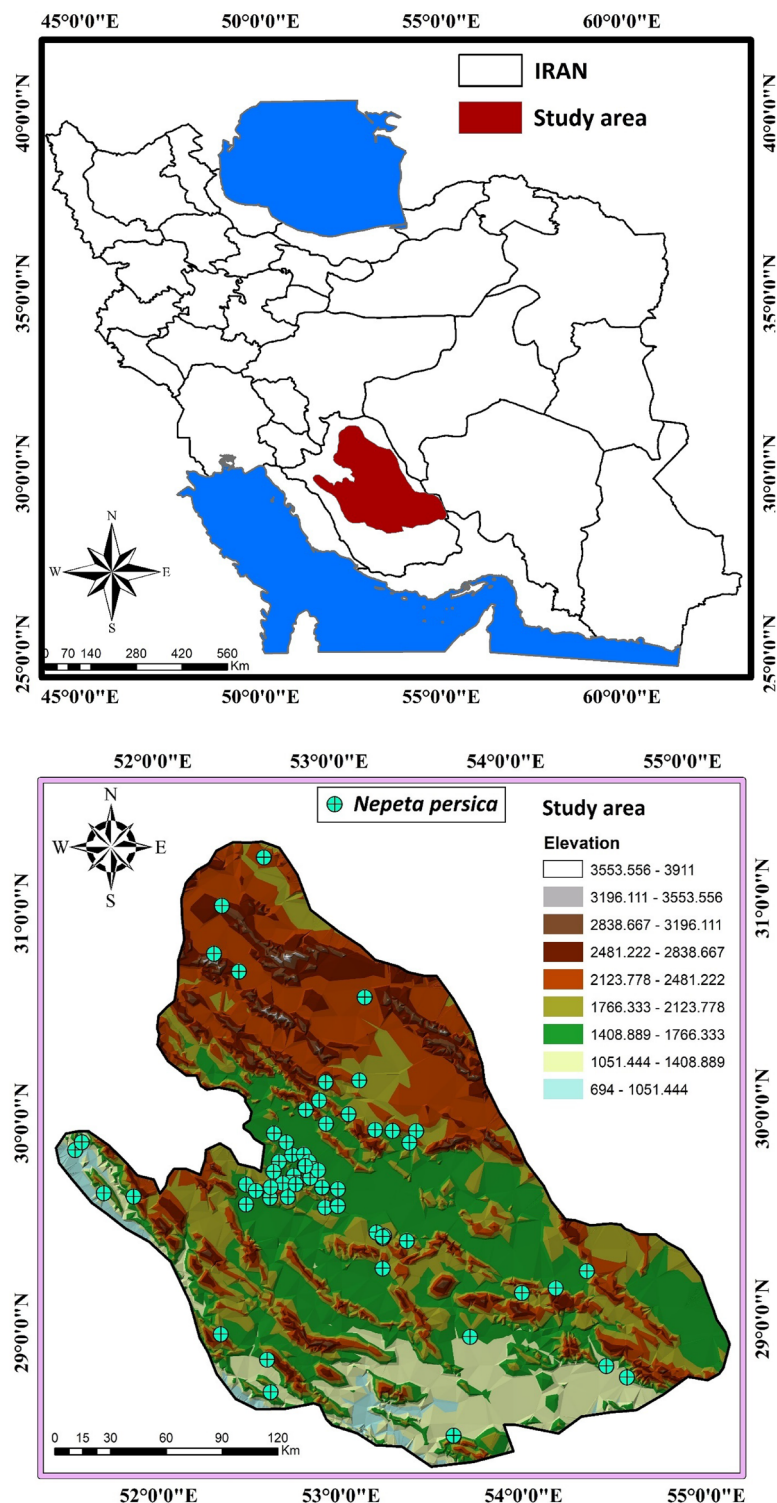 45°0'0"E 50°0'0"E 55°0'0"E 60°0'0"E
IRAN
Study area
40°0'0"N
40°0'0"N
35°0'0"N
35°0'0"N
30°0'0"N
30°0'0"N
25°0'0"N
25°0'0"N
N
W E
S
0 70 140 280 420 560
Km
45°0'0"E 50°0'0"E 55°0'0"E 60°0'0"E
52°0'0"E 53°0'0"E 54°0'0"E 55°0'0"E
Nepeta persica
N
W E
S
Study area
Elevation
3553.556 - 3911
3196.111 - 3553.556
2838.667 - 3196.111
2481.222 - 2838.667
2123.778 - 2481.222
1766.333 - 2123.778
1408.889 - 1766.333
1051.444 - 1408.889
694 - 1051.444
31°0'0"N
31°0'0"N
30°0'0"N
30°0'0"N
29°0'0"N
29°0'0"N
0 15 30 60 90 120
Km
52°0'0"E 53°0'0"E 54°0'0"E 55°0'0"E